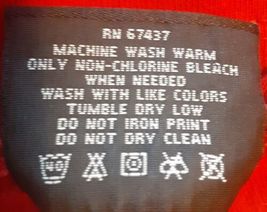 RN 67437
MACHINE WASH WARM
ONLY NON-CHLORINE BLEACH
WHEN NEEDED
WASH WITH LIKE COLORS
TUMBLE DRY LOW
DO NOT IRON PRINT
DO NOT DRY CLEAN